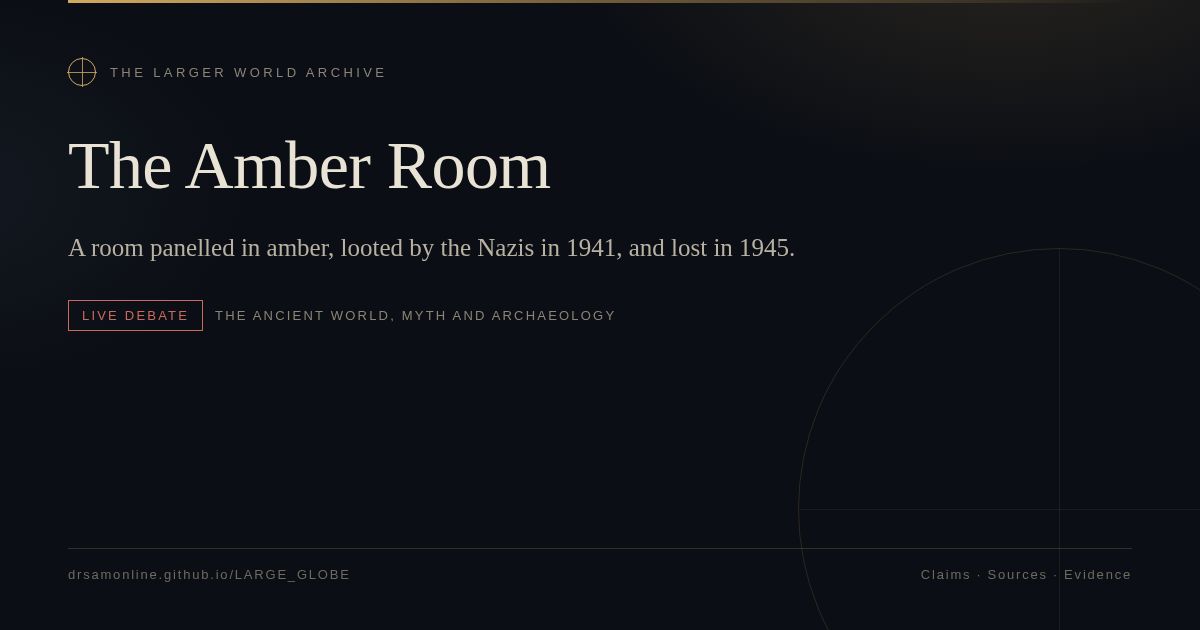 THE LARGER WORLD ARCHIVE
The Amber Room
A room panelled in amber, looted by the Nazis in 1941, and lost in 1945.
LIVE DEBATE THE ANCIENT WORLD, MYTH AND ARCHAEOLOGY
drsamonline.github.io/LARGE_GLOBE Claims · Sources · Evidence